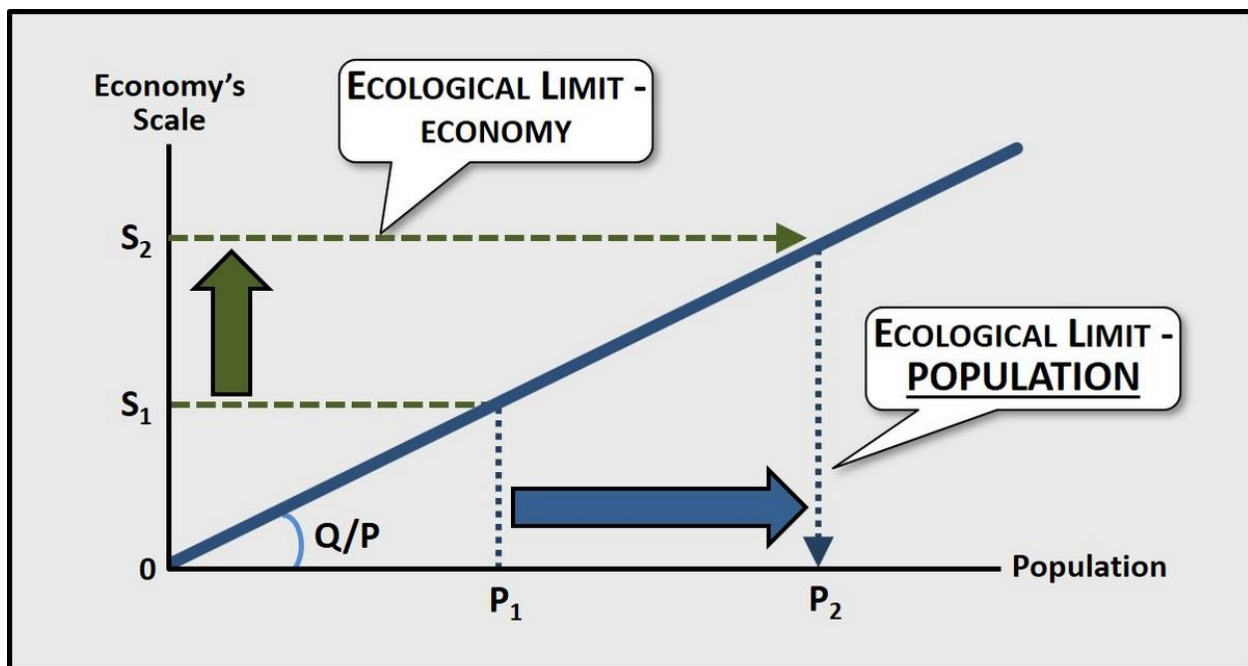 Economy's
Scale
ECOLOGICAL LIMIT -
ECONOMY
S₂
ECOLOGICAL LIMIT -
POPULATION
S₁
Q/P
0
Population
P₁
P₂